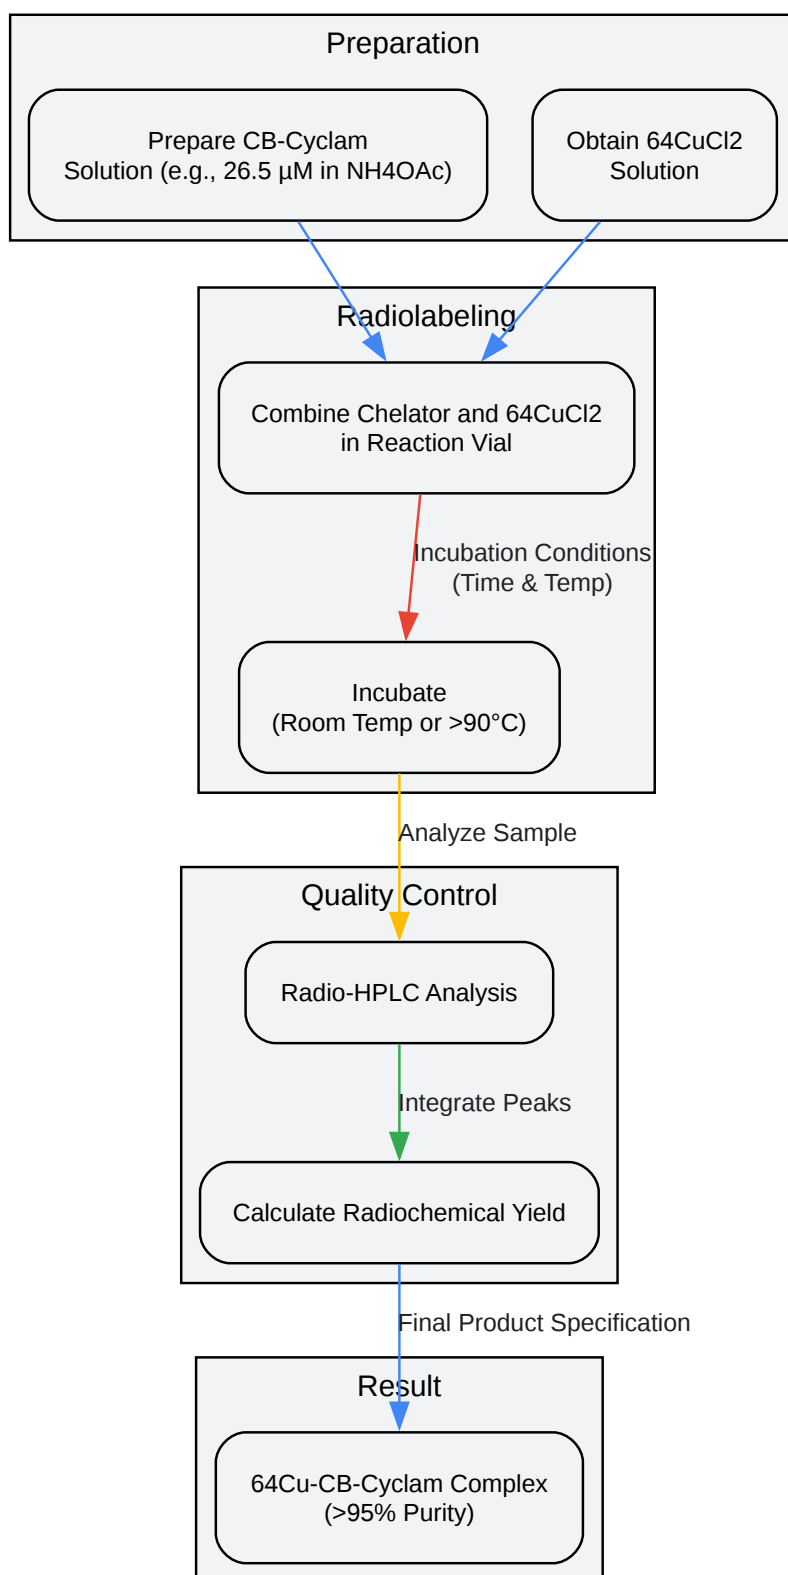 Preparation
Prepare CB-Cyclam
Solution (e.g., 26.5 µM in NH4OAc)
Obtain 64CuCl2
Solution
Radiolabeling
Combine Chelator and 64CuCl2
in Reaction Vial
Incubation Conditions
(Time & Temp)
Incubate
(Room Temp or >90°C)
Analyze Sample
Quality Control
Radio-HPLC Analysis
Integrate Peaks
Calculate Radiochemical Yield
Final Product Specification
Result
64Cu-CB-Cyclam Complex
(>95% Purity)